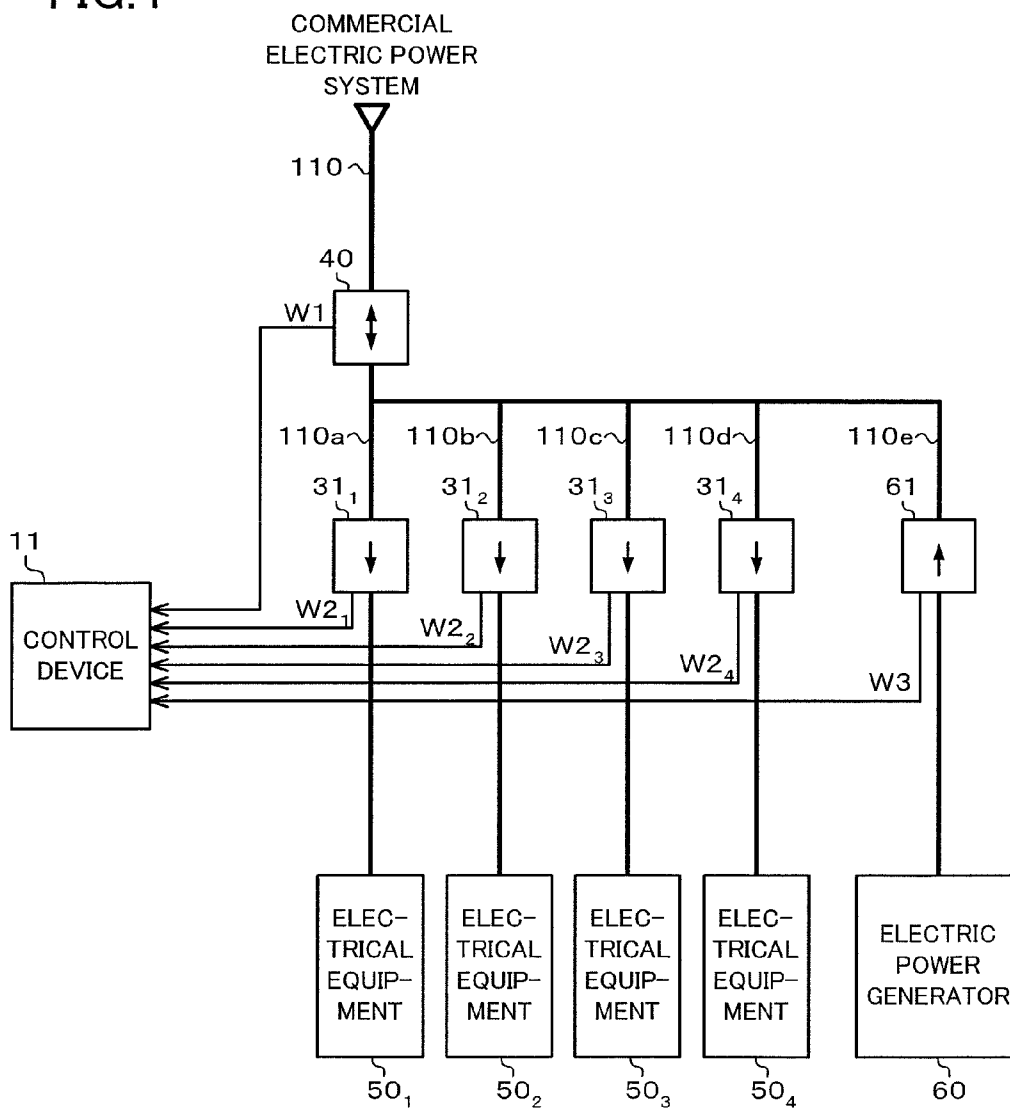 COMMERCIAL
ELECTRIC POWER
SYSTEM
110
40
W1
110a
110b
110c
110d
110e
31₁
31₂
31₃
31₄
61
11
CONTROL
DEVICE
W2₁
W2₂
W2₃
W2₄
W3
ELEC-
TRICAL
EQUIP-
MENT
ELEC-
TRICAL
EQUIP-
MENT
ELEC-
TRICAL
EQUIP-
MENT
ELEC-
TRICAL
EQUIP-
MENT
ELECTRIC
POWER
GENERATOR
50₁
50₂
50₃
50₄
60